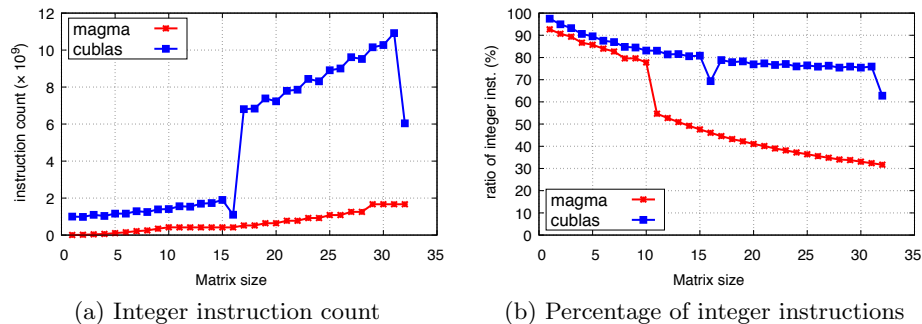 12
10
8
6
4
2
0
0 5 10 15 20 25 30 35
instruction count (× 10⁹)
Matrix size
magma
cublas
(a) Integer instruction count
100
90
80
70
60
50
40
30
20
10
0
0 5 10 15 20 25 30 35
ratio of integer inst. (%)
Matrix size
magma
cublas
(b) Percentage of integer instructions